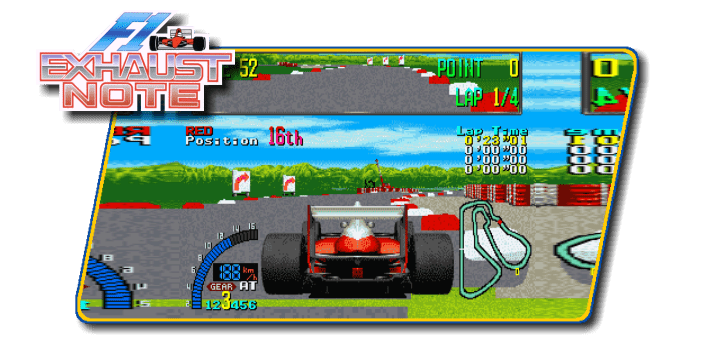 F1
EXHAUST
NOTE
52
POINT 0
LAP 1/4
0
RED
Position 16th
Lap Time
0'23"01
0'00"00
0'00"00
0'00"00
188 km/h
GEAR AT
3
123456